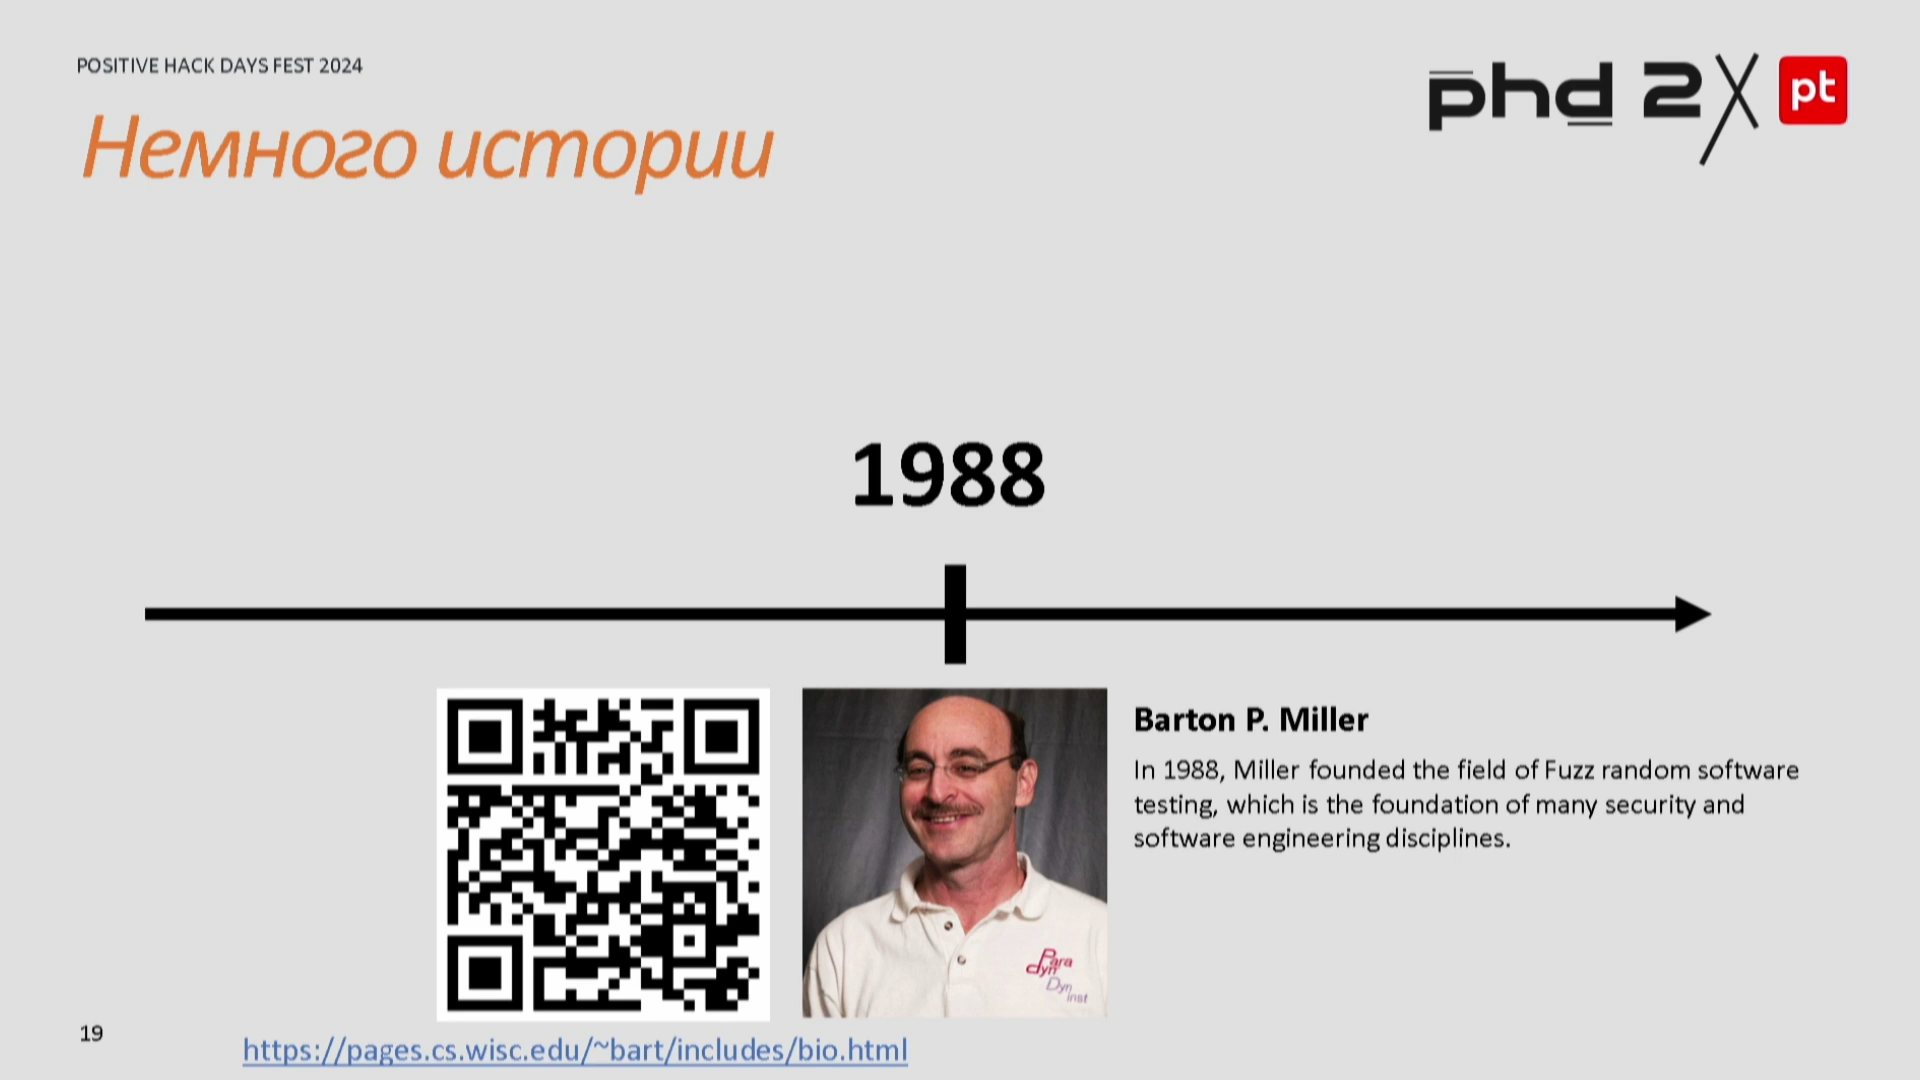 POSITIVE HACK DAYS FEST 2024
phd 2
pt
Немного истории
1988
Barton P. Miller
In 1988, Miller founded the field of Fuzz random software
testing, which is the foundation of many security and
software engineering disciplines.
Para
dyn
Dyn
inst
19
https://pages.cs.wisc.edu/~bart/includes/bio.html